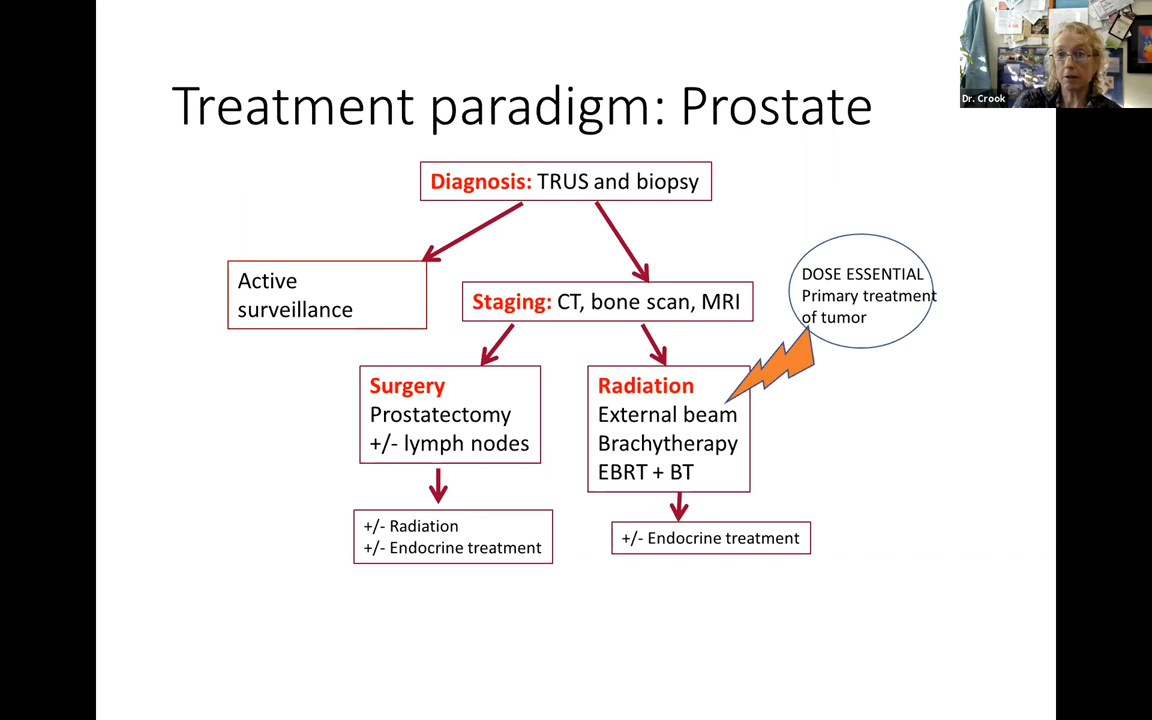 Dr. Crook
Treatment paradigm: Prostate
Diagnosis: TRUS and biopsy
Active
surveillance
Staging: CT, bone scan, MRI
DOSE ESSENTIAL
Primary treatment
of tumor
Surgery
Prostatectomy
+/- lymph nodes
Radiation
External beam
Brachytherapy
EBRT + BT
+/- Radiation
+/- Endocrine treatment
+/- Endocrine treatment